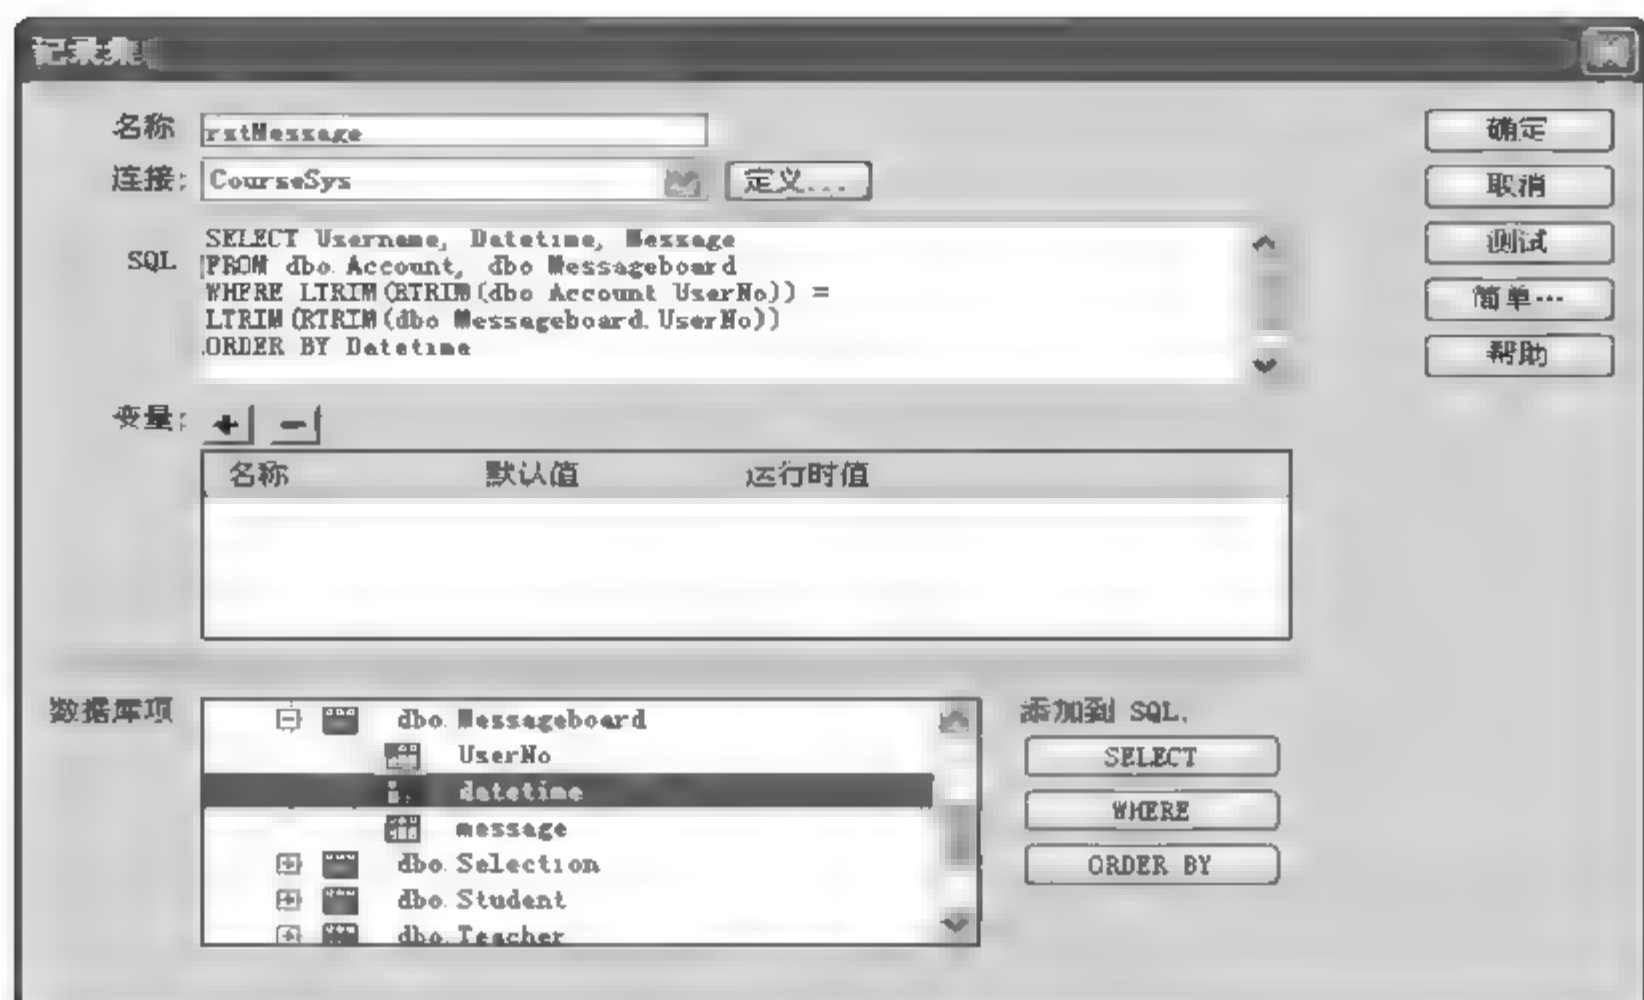 记录集
名称 rstMessage
连接: CourseSys 定义...
确定
取消
测试
简单...
帮助
SQL
SELECT Username, Datetime, Message
FROM dbo.Account, dbo.Messageboard
WHERE LTRIM(RTRIM(dbo.Account.UserNo)) =
LTRIM(RTRIM(dbo.Messageboard.UserNo))
ORDER BY Datetime
变量: + -
名称 默认值 运行时值
数据库项
dbo.Messageboard
UserNo
datetime
message
dbo.Selection
dbo.Student
dbo.Teacher
添加到 SQL:
SELECT
WHERE
ORDER BY